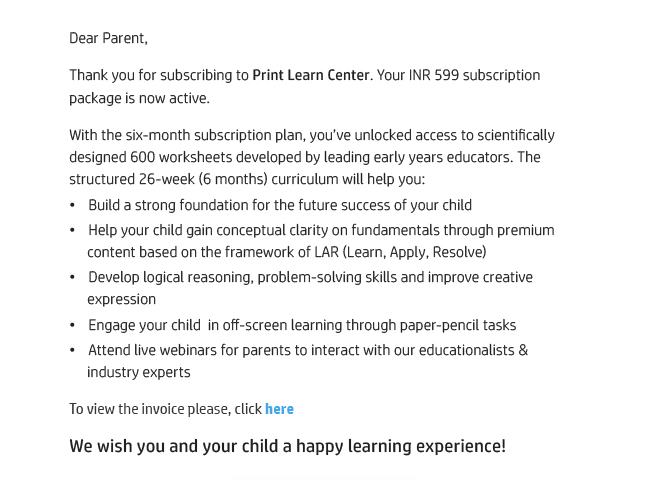 Dear Parent,
Thank you for subscribing to Print Learn Center. Your INR 599 subscription
package is now active.
With the six-month subscription plan, you've unlocked access to scientifically
designed 600 worksheets developed by leading early years educators. The
structured 26-week (6 months) curriculum will help you:
• Build a strong foundation for the future success of your child
• Help your child gain conceptual clarity on fundamentals through premium
content based on the framework of LAR (Learn, Apply, Resolve)
• Develop logical reasoning, problem-solving skills and improve creative
expression
• Engage your child  in off-screen learning through paper-pencil tasks
• Attend live webinars for parents to interact with our educationalists &
industry experts
To view the invoice please, click here
We wish you and your child a happy learning experience!